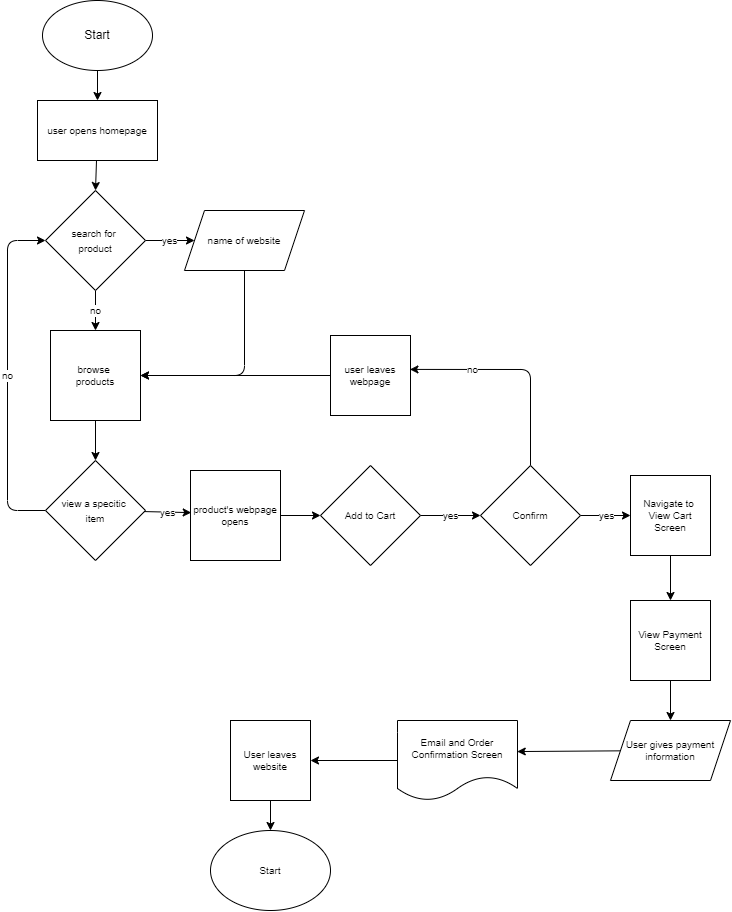 Start
user opens homepage
search for
product
yes
name of website
no
browse
products
user leaves
webpage
no
no
view a specitic
item
yes
product's webpage
opens
Add to Cart
yes
Confirm
yes
Navigate to
View Cart
Screen
View Payment
Screen
User gives payment
information
Email and Order
Confirmation Screen
User leaves
website
Start